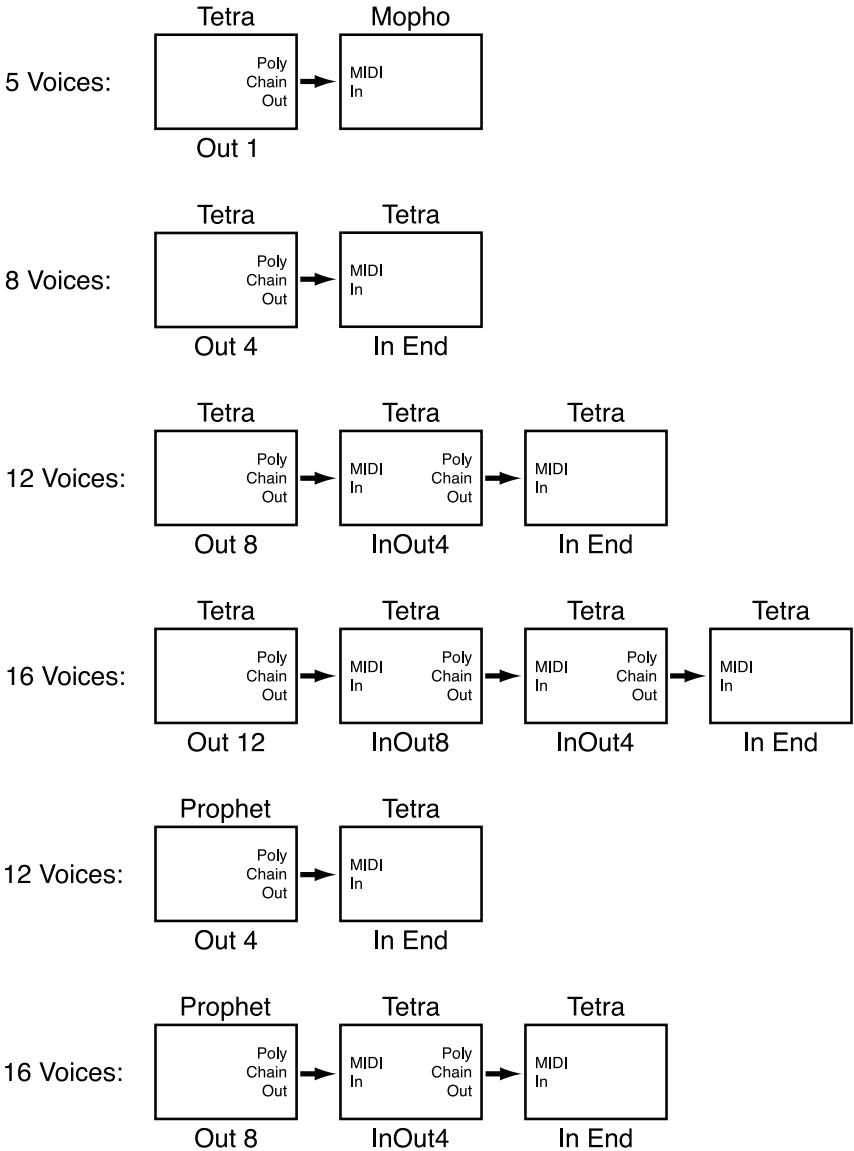 Tetra Mopho
5 Voices:
Poly
Chain
Out
MIDI
In
Out 1
Tetra Tetra
8 Voices:
Poly
Chain
Out
MIDI
In
Out 4 In End
Tetra Tetra Tetra
12 Voices:
Poly
Chain
Out
MIDI
In
Poly
Chain
Out
MIDI
In
Out 8 InOut4 In End
Tetra Tetra Tetra Tetra
16 Voices:
Poly
Chain
Out
MIDI
In
Poly
Chain
Out
MIDI
In
Poly
Chain
Out
MIDI
In
Out 12 InOut8 InOut4 In End
Prophet Tetra
12 Voices:
Poly
Chain
Out
MIDI
In
Out 4 In End
Prophet Tetra Tetra
16 Voices:
Poly
Chain
Out
MIDI
In
Poly
Chain
Out
MIDI
In
Out 8 InOut4 In End